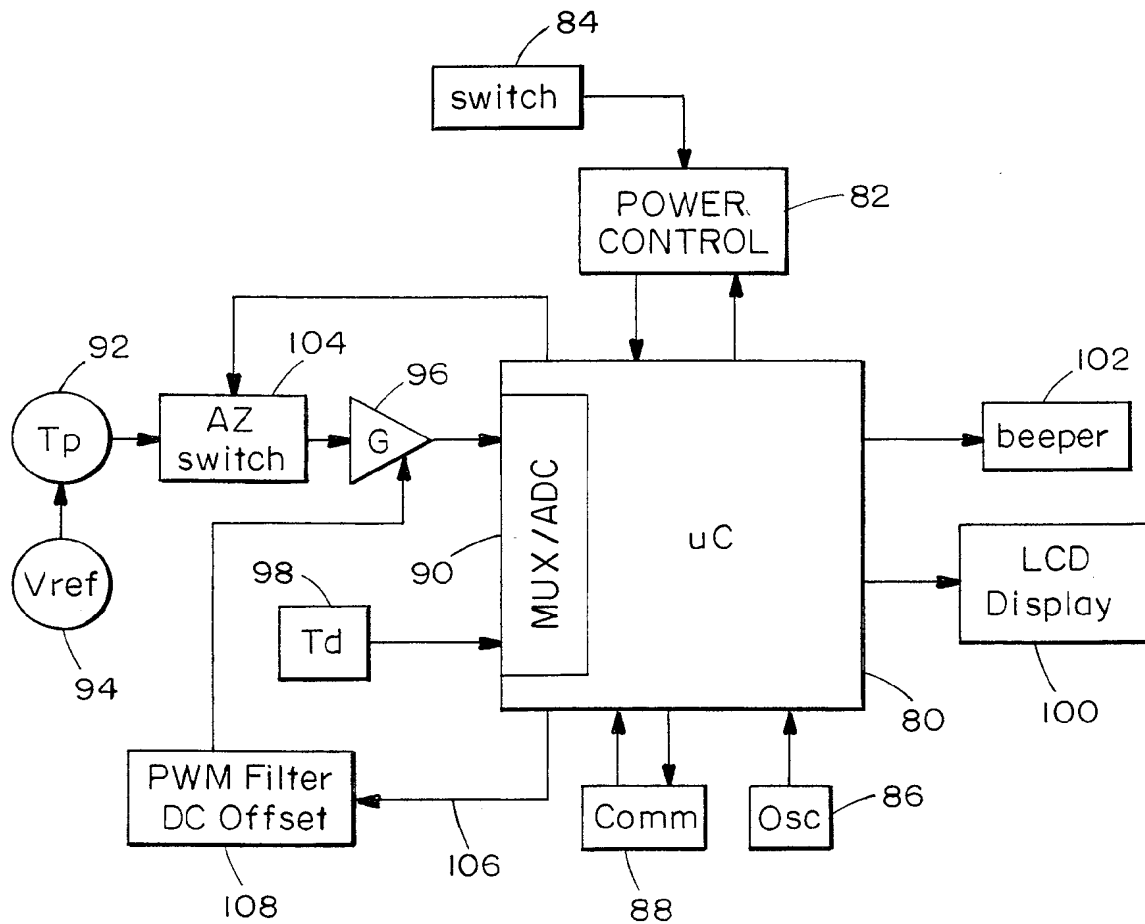 84
switch
POWER
CONTROL
82
92
104
96
102
Tp
AZ
switch
G
beeper
MUX/ADC
uC
90
98
LCD
Display
Vref
Td
94
80
100
PWM Filter
DC Offset
Comm
Osc
86
106
108
88